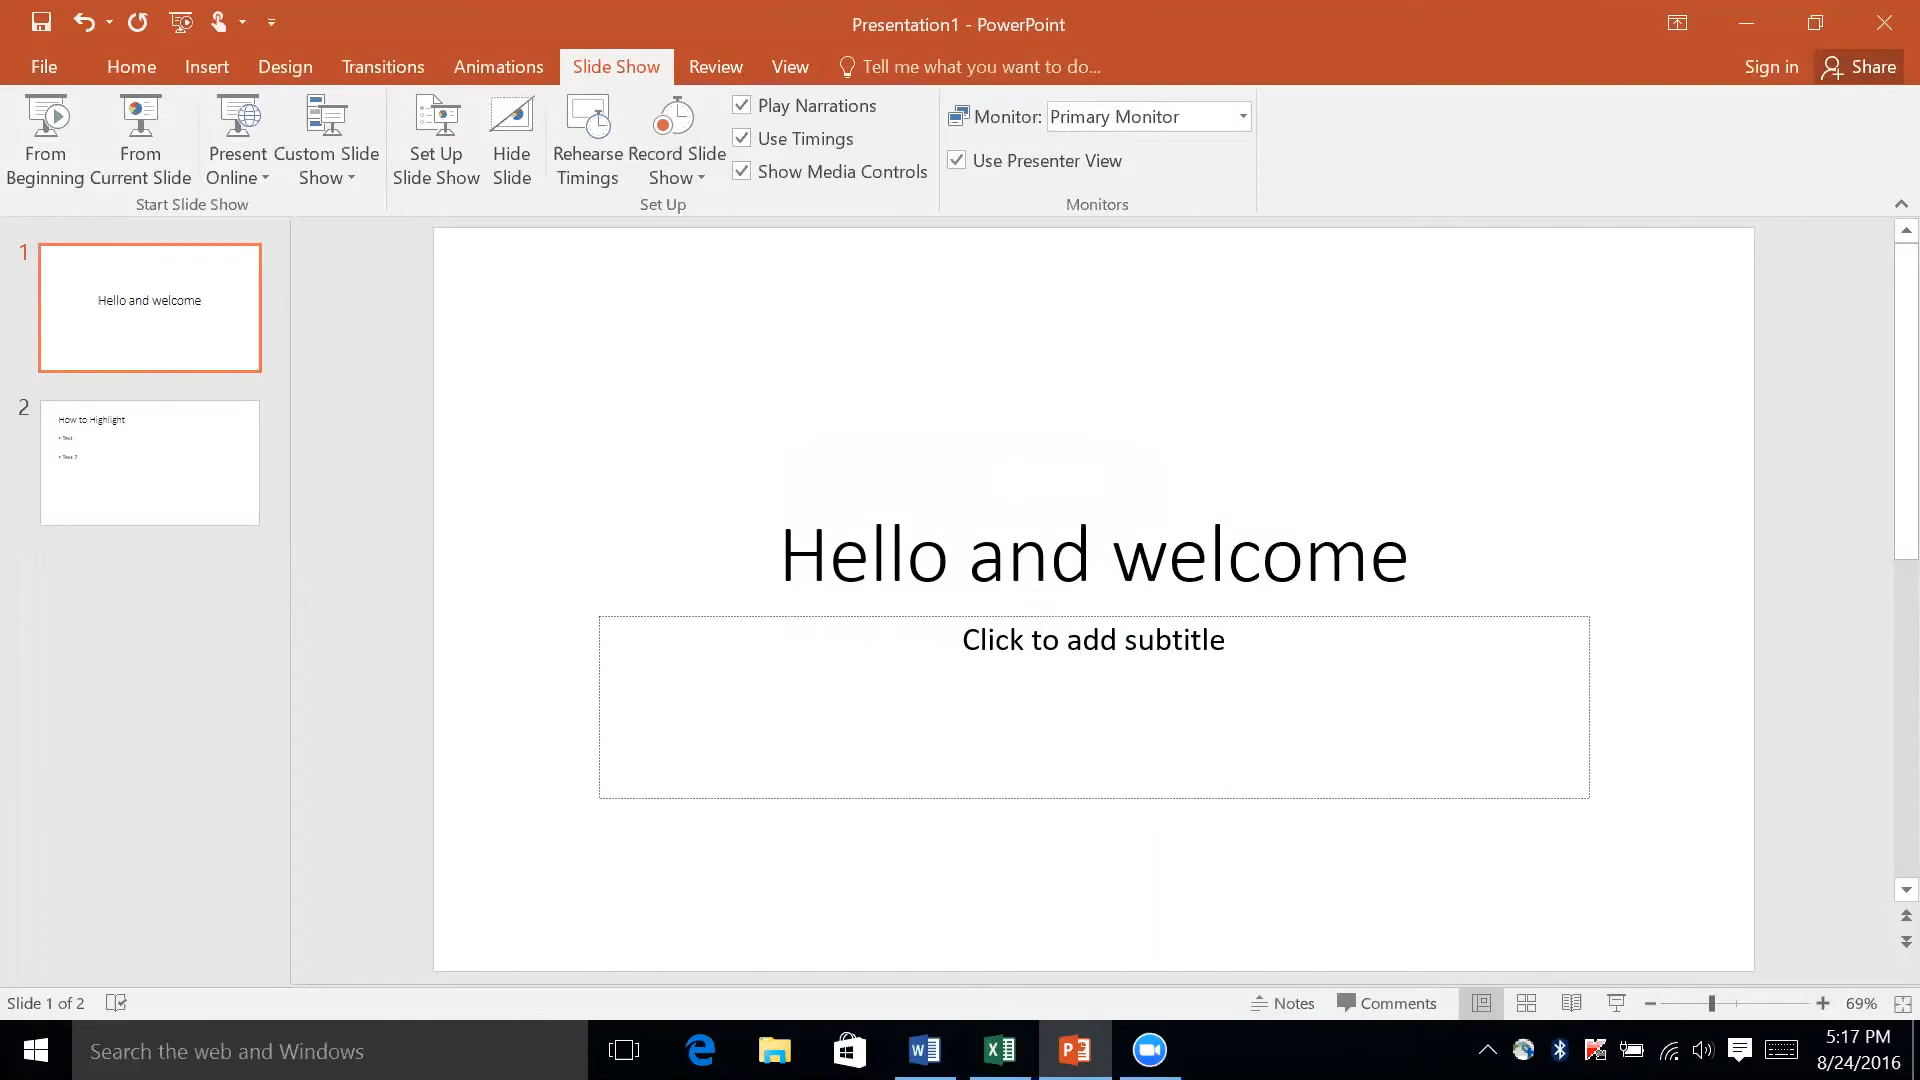 Presentation1 - PowerPoint
File Home Insert Design Transitions Animations Slide Show Review View Tell me what you want to do... Sign in Share
From Beginning
From Current Slide
Present Online
Custom Slide Show
Start Slide Show
Set Up Slide Show
Hide Slide
Rehearse Timings
Record Slide Show
Play Narrations
Use Timings
Show Media Controls
Set Up
Monitor: Primary Monitor
Use Presenter View
Monitors
1
Hello and welcome
2
How to Highlight
• Text
• Text 2
Hello and welcome
Click to add subtitle
Slide 1 of 2 Notes Comments 69%
Search the web and Windows
5:17 PM
8/24/2016